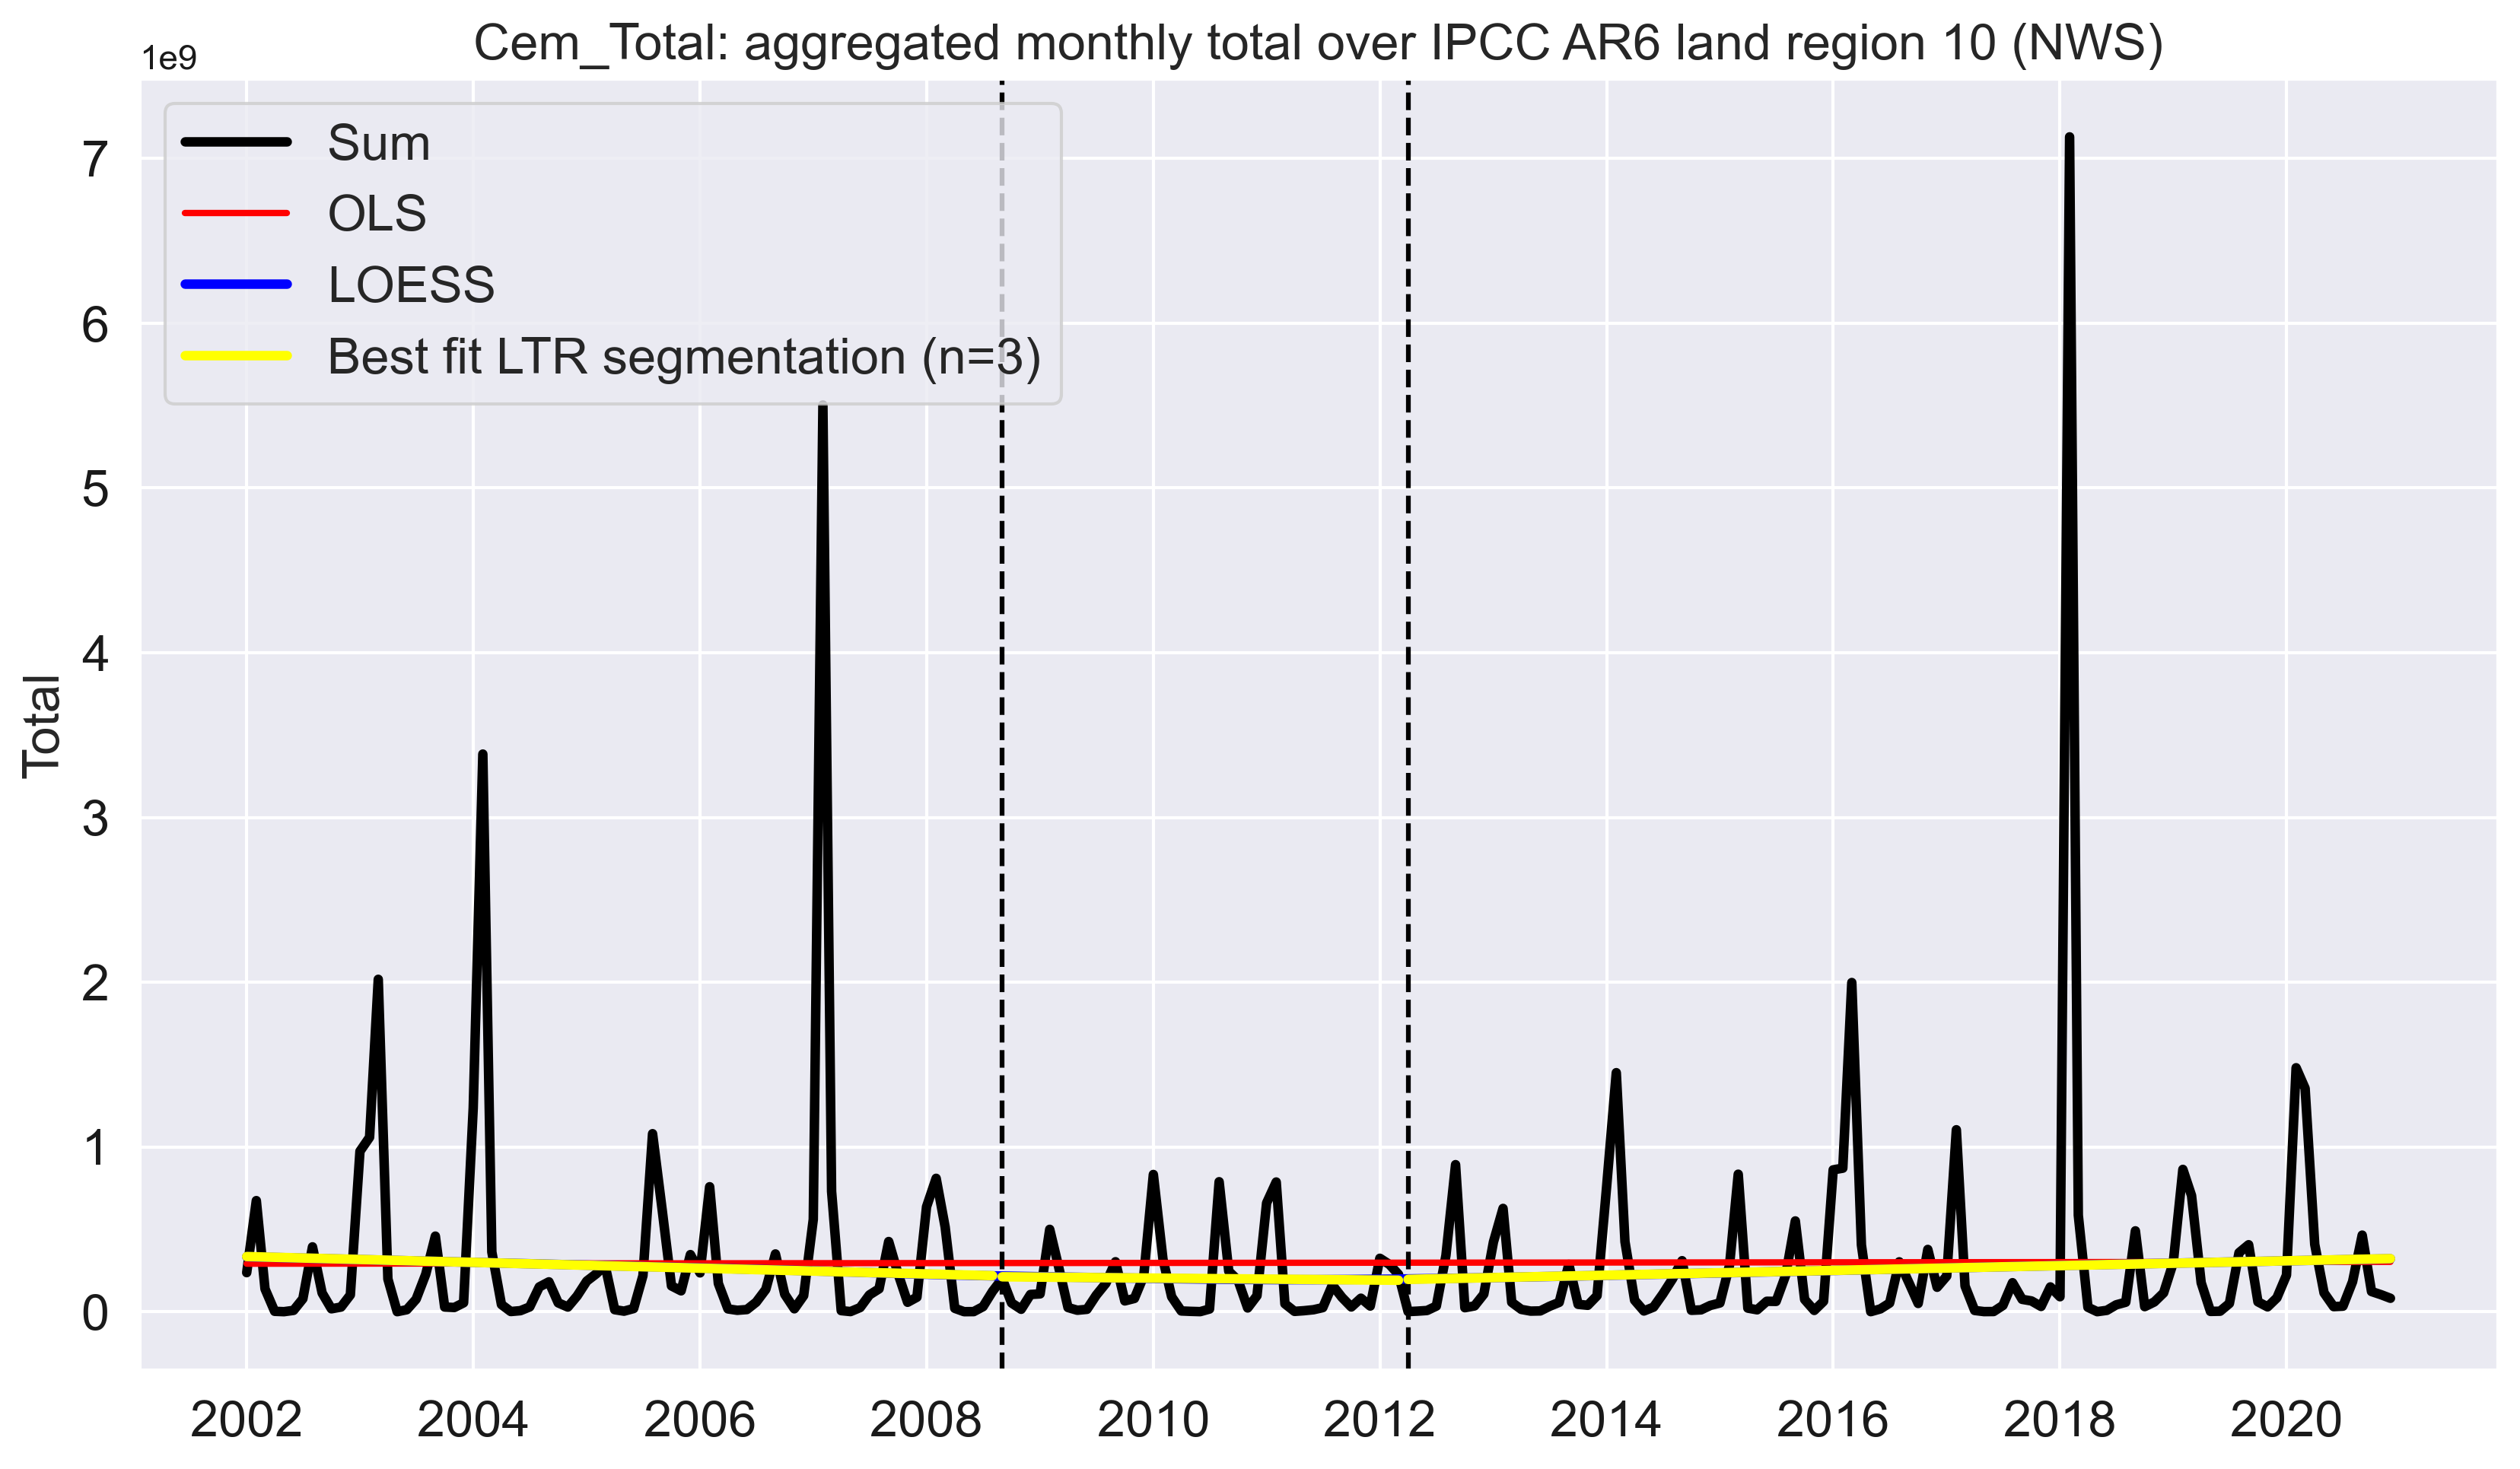 Cem_Total: aggregated monthly total over IPCC AR6 land region 10 (NWS)
1e9
Sum
OLS
LOESS
Best fit LTR segmentation (n=3)
Total
7
6
5
4
3
2
1
0
2002 2004 2006 2008 2010 2012 2014 2016 2018 2020